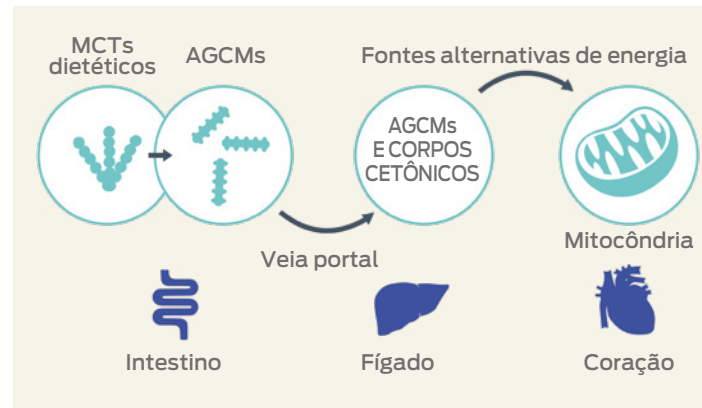 MCTs
dietéticos
AGCMs
Fontes alternativas de energia
AGCMs
E CORPOS
CETÔNICOS
Veia portal
Mitocôndria
Intestino
Fígado
Coração